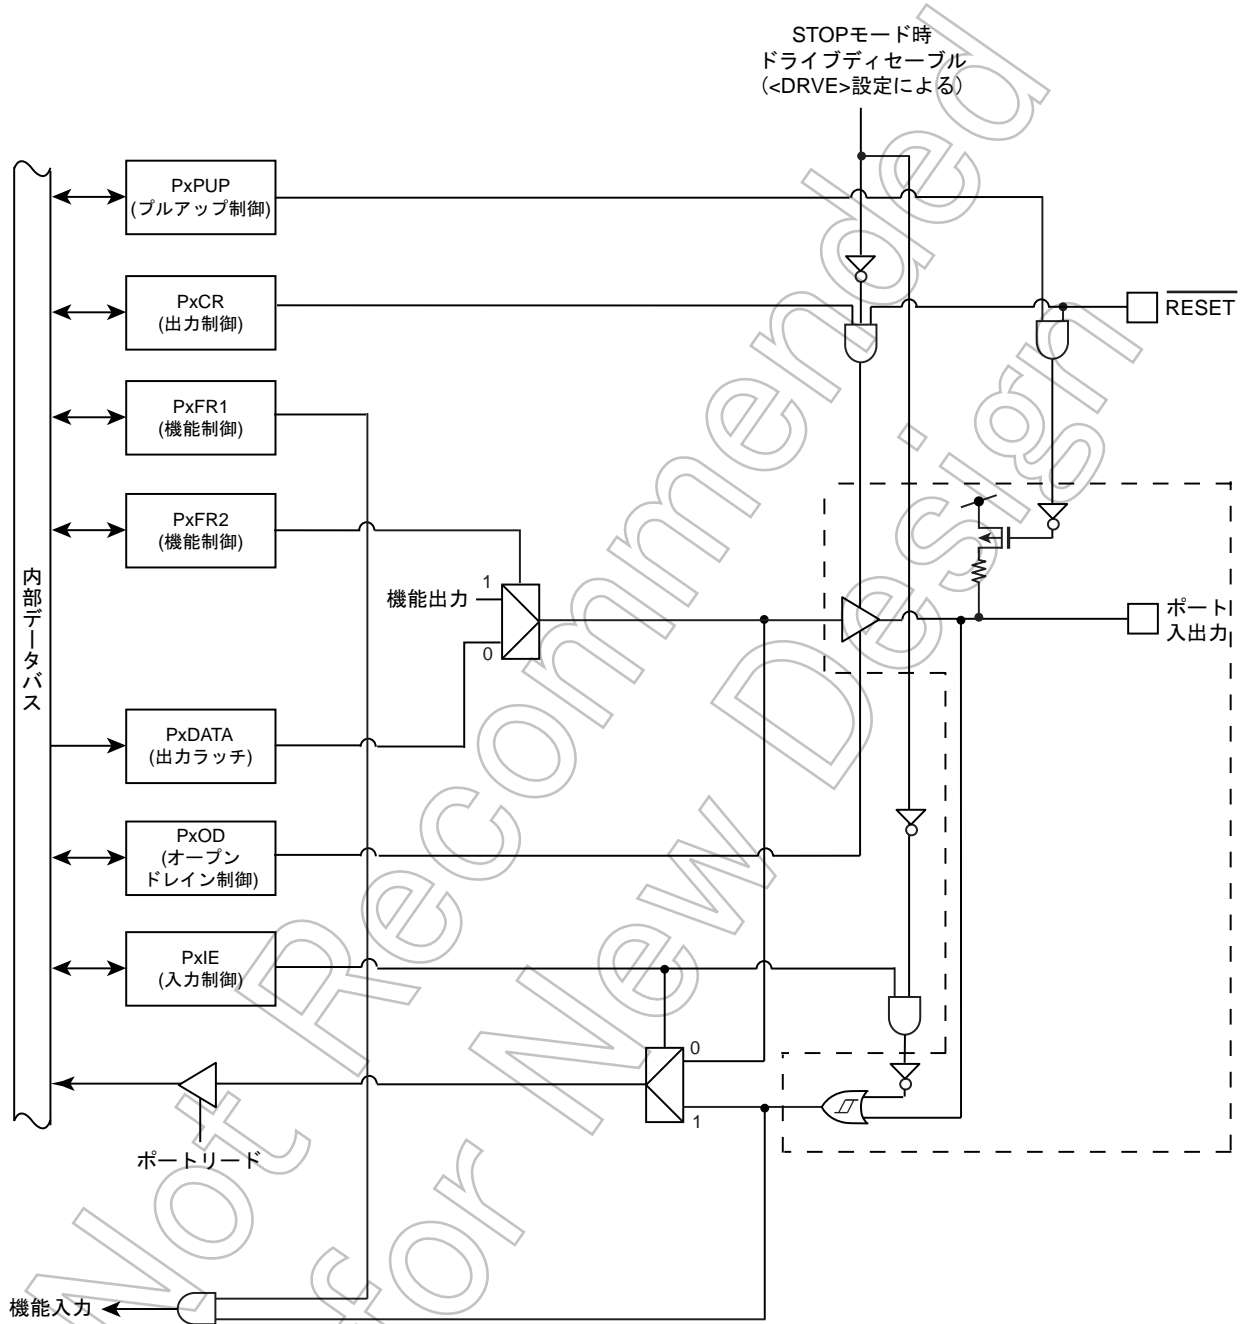 STOPモード時
ドライブディセーブル
(<DRVE>設定による)
PxPUP
(プルアップ制御)
PxCR
(出力制御)
RESET
PxFR1
(機能制御)
PxFR2
(機能制御)
機能出力
1
0
ポート
入出力
内部データバス
PxDATA
(出力ラッチ)
PxOD
(オープン
ドレイン制御)
PxIE
(入力制御)
0
1
ポートリード
機能入力
Not Recommended
for New Design